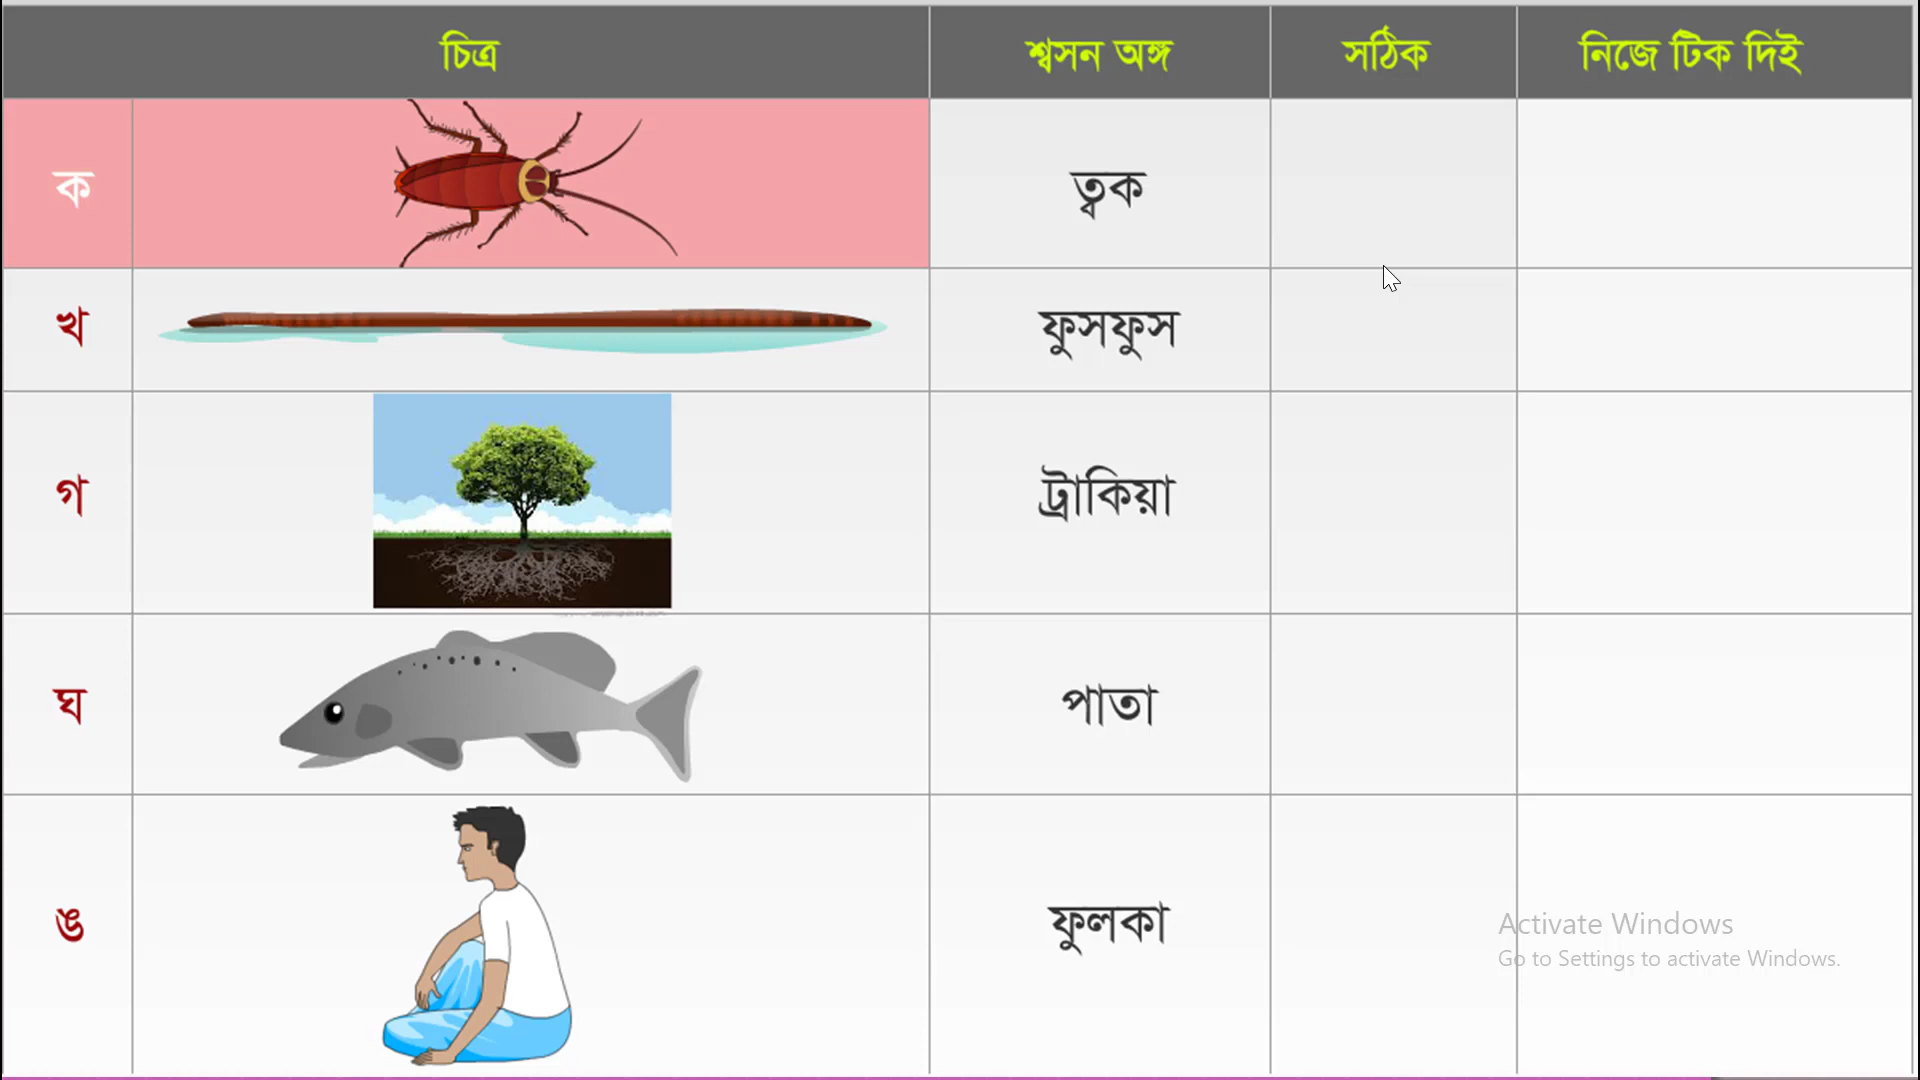 চিত্র শ্বসন অঙ্গ সঠিক নিজে টিক দিই
ক ত্বক
খ ফুসফুস
গ ট্রাকিয়া
ঘ পাতা
ঙ ফুলকা
Activate Windows
Go to Settings to activate Windows.